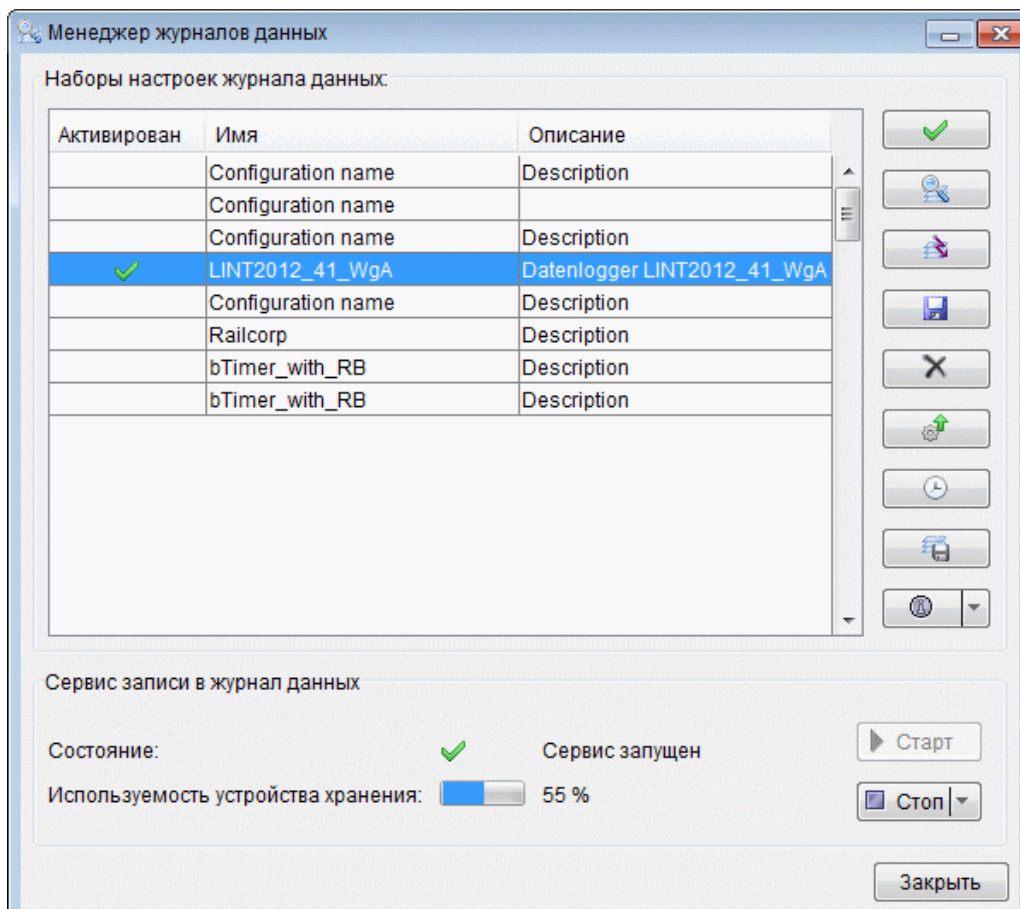 Менеджер журналов данных
Наборы настроек журнала данных:
Активирован Имя Описание
Configuration name Description
Configuration name
Configuration name Description
LINT2012_41_WgA Datenlogger LINT2012_41_WgA
Configuration name Description
Railcorp Description
bTimer_with_RB Description
bTimer_with_RB Description
Сервис записи в журнал данных
Состояние: Сервис запущен Старт
Используемость устройства хранения: 55 % Стоп
Закрыть